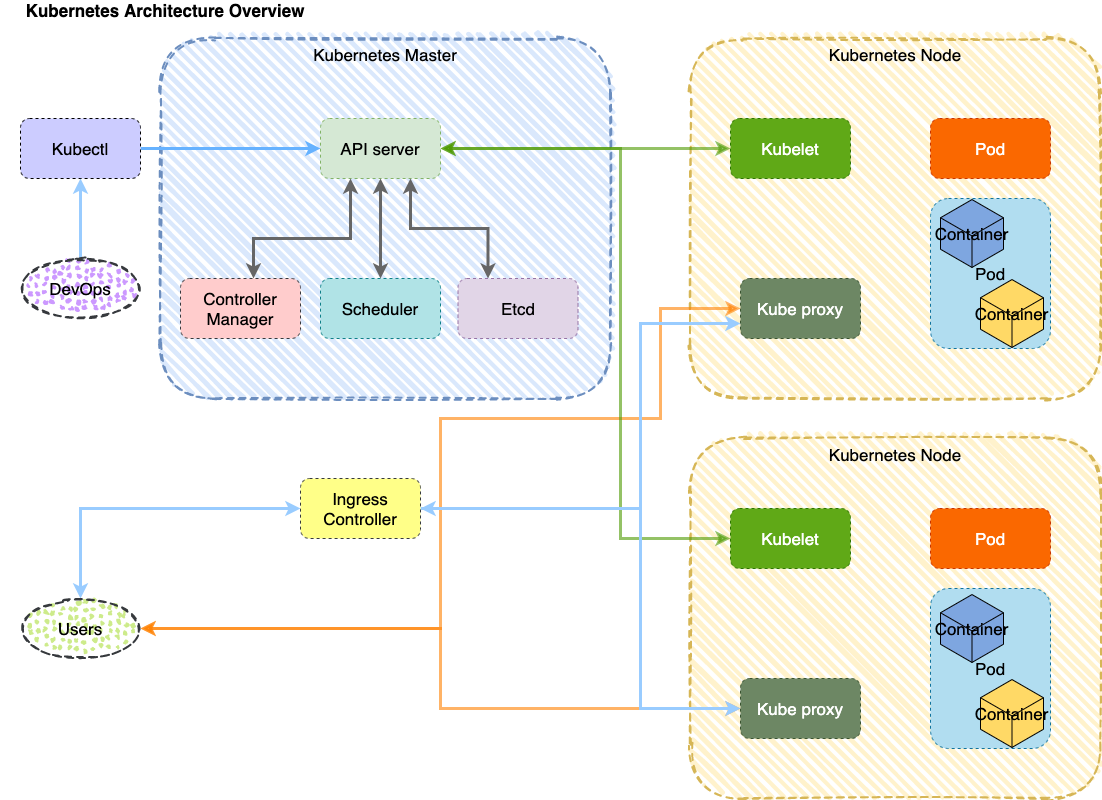 Kubernetes Architecture Overview
Kubernetes Master
Kubectl
API server
DevOps
Controller
Manager
Scheduler
Etcd
Kubernetes Node
Kubelet
Pod
Container
Pod
Container
Kube proxy
Ingress
Controller
Users
Kubernetes Node
Kubelet
Pod
Container
Pod
Container
Kube proxy